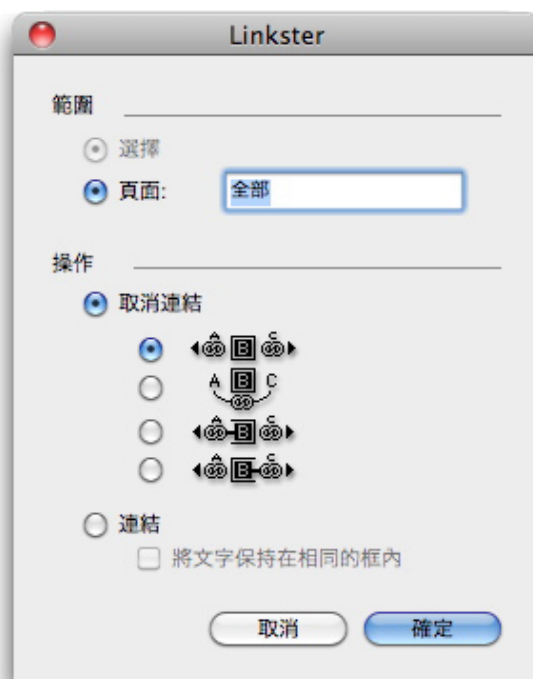 Linkster
範圍
選擇
頁面:
全部
操作
取消連結
A B C
A B C
A B C
A B C
連結
將文字保持在相同的框內
取消
確定